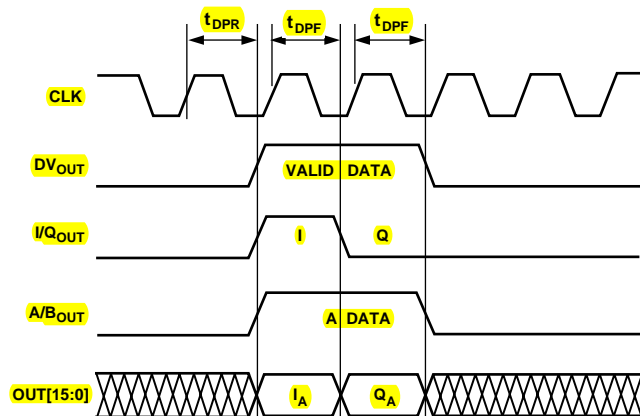 tDPR tDPF tDPF
CLK
DVOUT VALID DATA
I/QOUT I Q
A/BOUT A DATA
OUT[15:0] IA QA